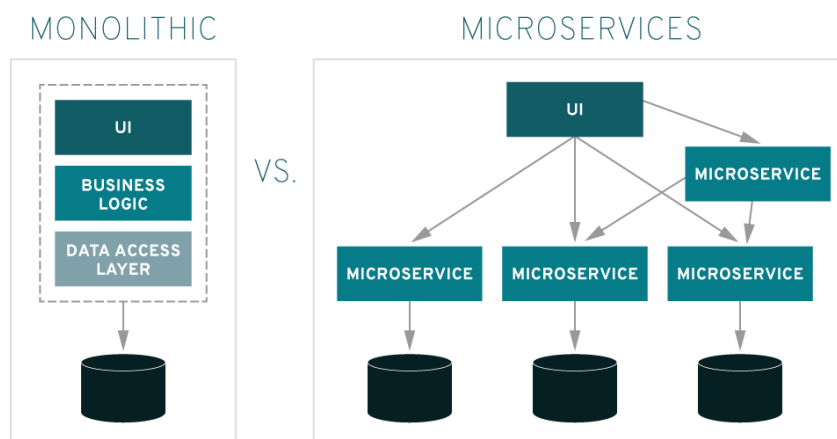 MONOLITHIC
UI
BUSINESS
LOGIC
DATA ACCESS
LAYER
VS.
MICROSERVICES
UI
MICROSERVICE
MICROSERVICE
MICROSERVICE
MICROSERVICE